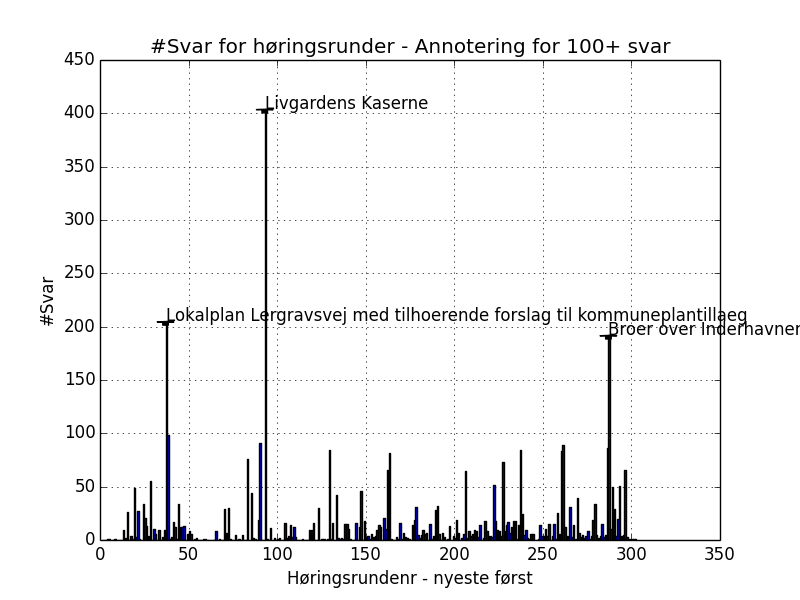 #Svar for høringsrunder - Annotering for 100+ svar
450
400
350
300
250
200
150
100
50
0
#Svar
Livgardens Kaserne
Lokalplan Lergravsvej med tilhoerende forslag til kommuneplantillaeg
Broer over Inderhavnen
0 50 100 150 200 250 300 350
Høringsrundenr - nyeste først